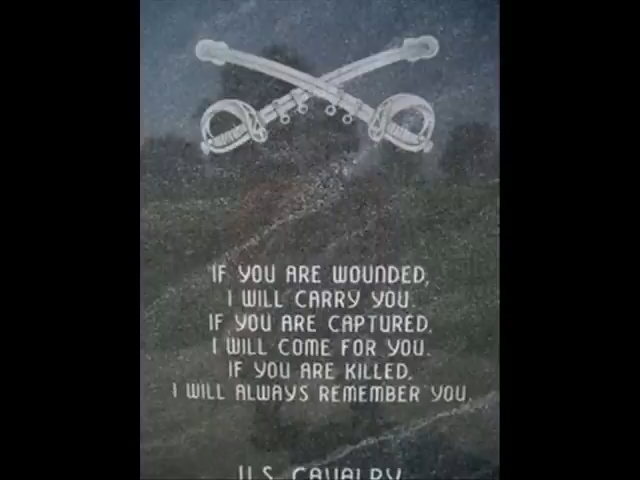 IF YOU ARE WOUNDED,
I WILL CARRY YOU.
IF YOU ARE CAPTURED,
I WILL COME FOR YOU.
IF YOU ARE KILLED,
I WILL ALWAYS REMEMBER YOU.
U.S. CAVALRY